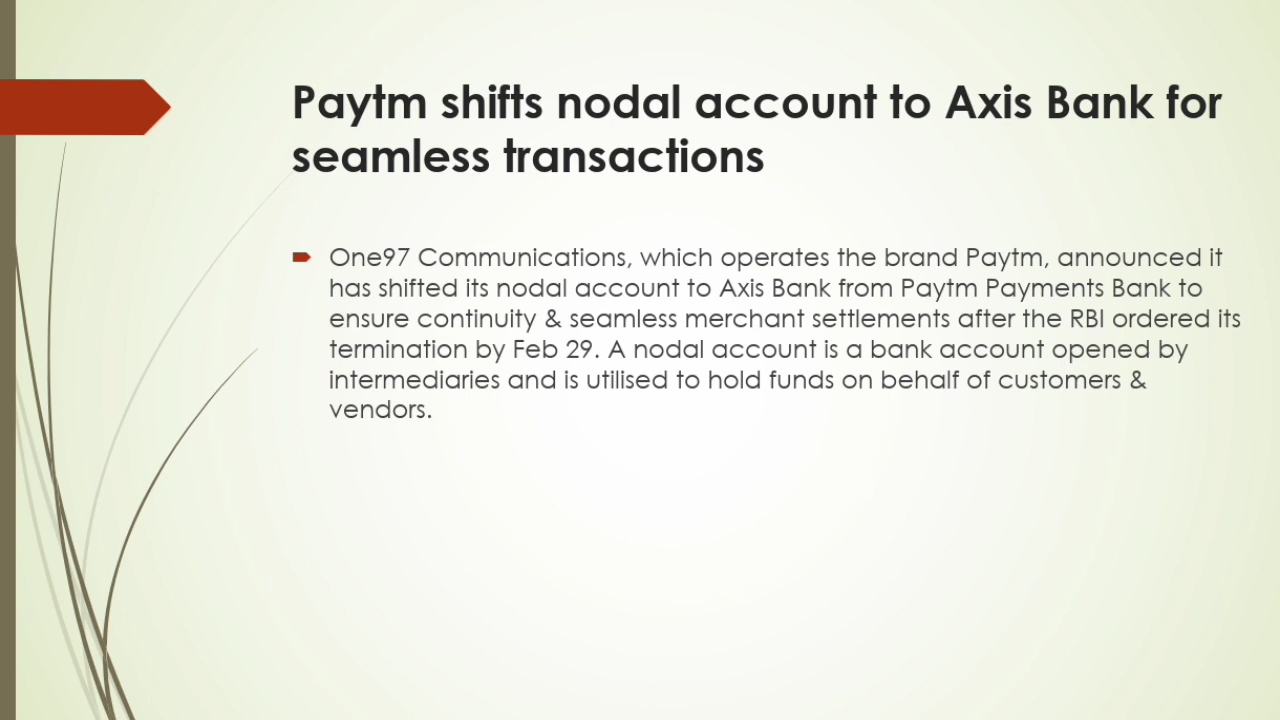 Paytm shifts nodal account to Axis Bank for
seamless transactions
One97 Communications, which operates the brand Paytm, announced it
has shifted its nodal account to Axis Bank from Paytm Payments Bank to
ensure continuity & seamless merchant settlements after the RBI ordered its
termination by Feb 29. A nodal account is a bank account opened by
intermediaries and is utilised to hold funds on behalf of customers &
vendors.